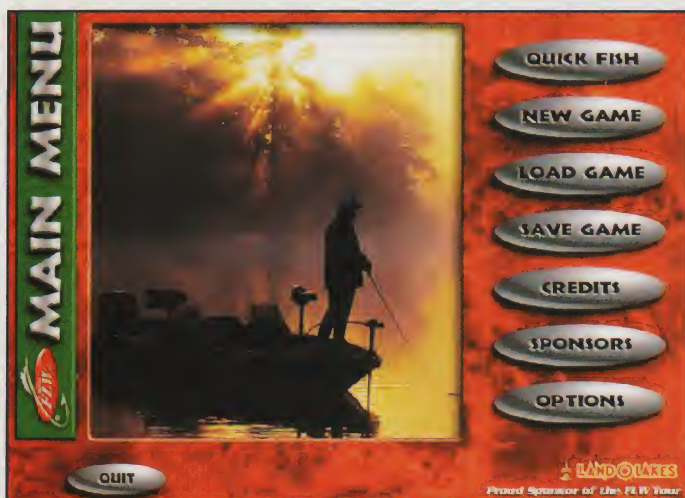 MAIN MENU
FLW
QUICK FISH
NEW GAME
LOAD GAME
SAVE GAME
CREDITS
SPONSORS
OPTIONS
QUIT
LAND O LAKES
Proud Sponsor of the FLW Tour